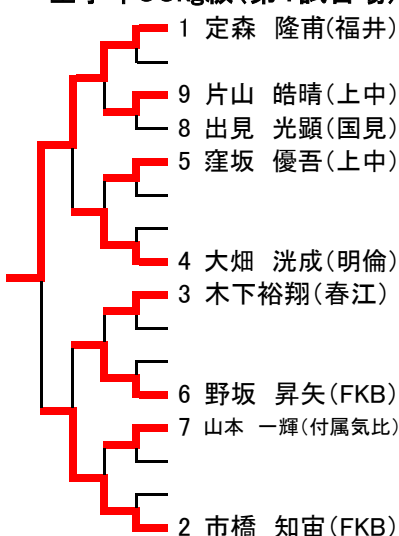 1 定森 隆甫(福井)
9 片山 皓晴(上中)
8 出見 光顕(国見)
5 窪坂 優吾(上中)
4 大畑 洸成(明倫)
3 木下裕翔(春江)
6 野坂 昇矢(FKB)
7 山本 一輝(付属気比)
2 市橋 知宙(FKB)